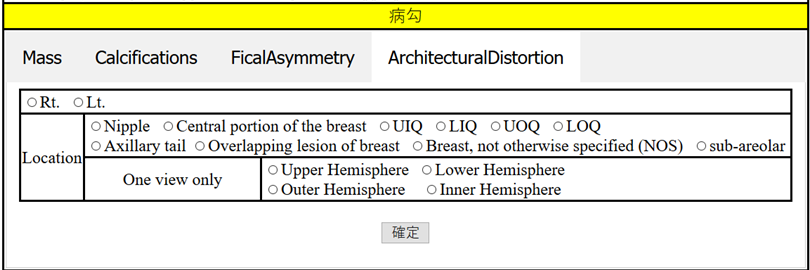 病勾
Mass Calcifications FicalAsymmetry ArchitecturalDistortion
Rt. Lt.
Location
Nipple Central portion of the breast UIQ LIQ UOQ LOQ
Axillary tail Overlapping lesion of breast Breast, not otherwise specified (NOS) sub-areolar
One view only
Upper Hemisphere Lower Hemisphere
Outer Hemisphere Inner Hemisphere
確定